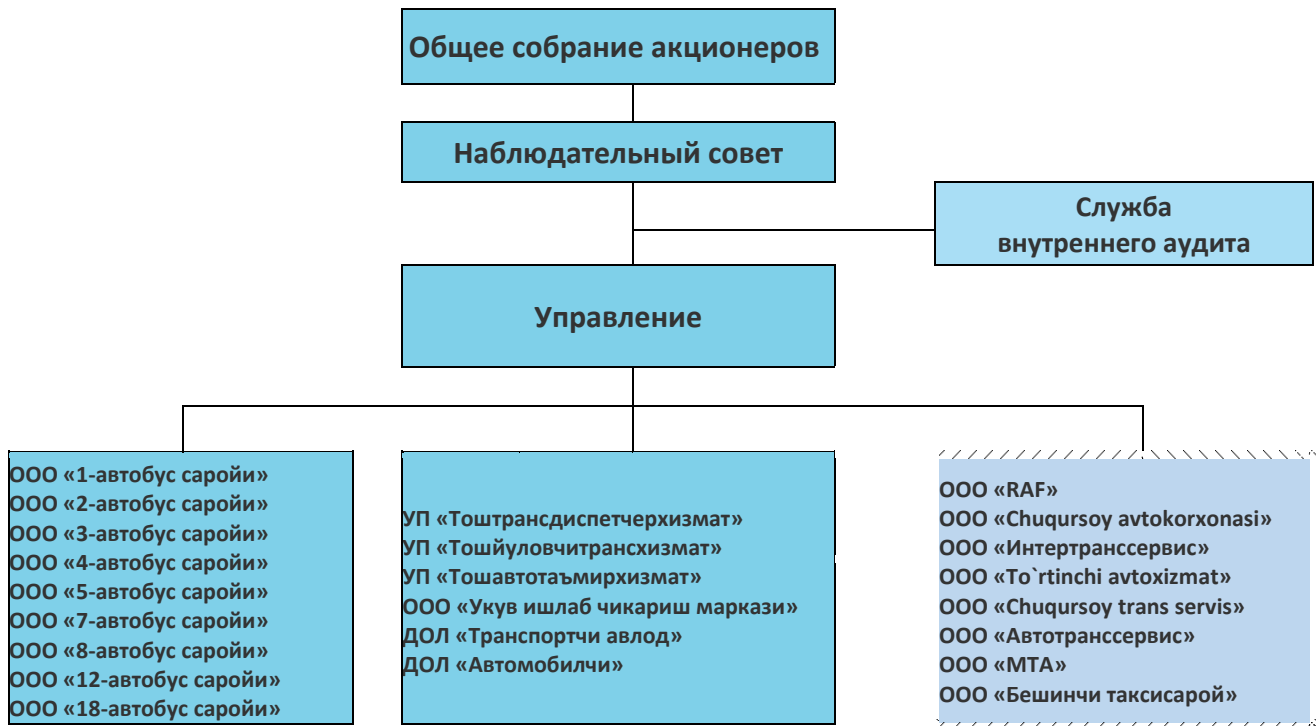 Общее собрание акционеров
Наблюдательный совет
Служба
внутреннего аудита
Управление
ООО «1-автобус саройи»
ООО «2-автобус саройи»
ООО «3-автобус саройи»
ООО «4-автобус саройи»
ООО «5-автобус саройи»
ООО «7-автобус саройи»
ООО «8-автобус саройи»
ООО «12-автобус саройи»
ООО «18-автобус саройи»
УП «Тоштрансдиспетчерхизмат»
УП «Тошйуловчитрансхизмат»
УП «Тошавтотаъмирхизмат»
ООО «Укув ишлаб чикариш маркази»
ДОЛ «Транспортчи авлод»
ДОЛ «Автомобилчи»
ООО «RAF»
ООО «Chuqursoy avtokorxonasi»
ООО «Интертранссервис»
ООО «To`rtinchi avtoxizmat»
ООО «Chuqursoy trans servis»
ООО «Автотранссервис»
ООО «МТА»
ООО «Бешинчи таксисарой»